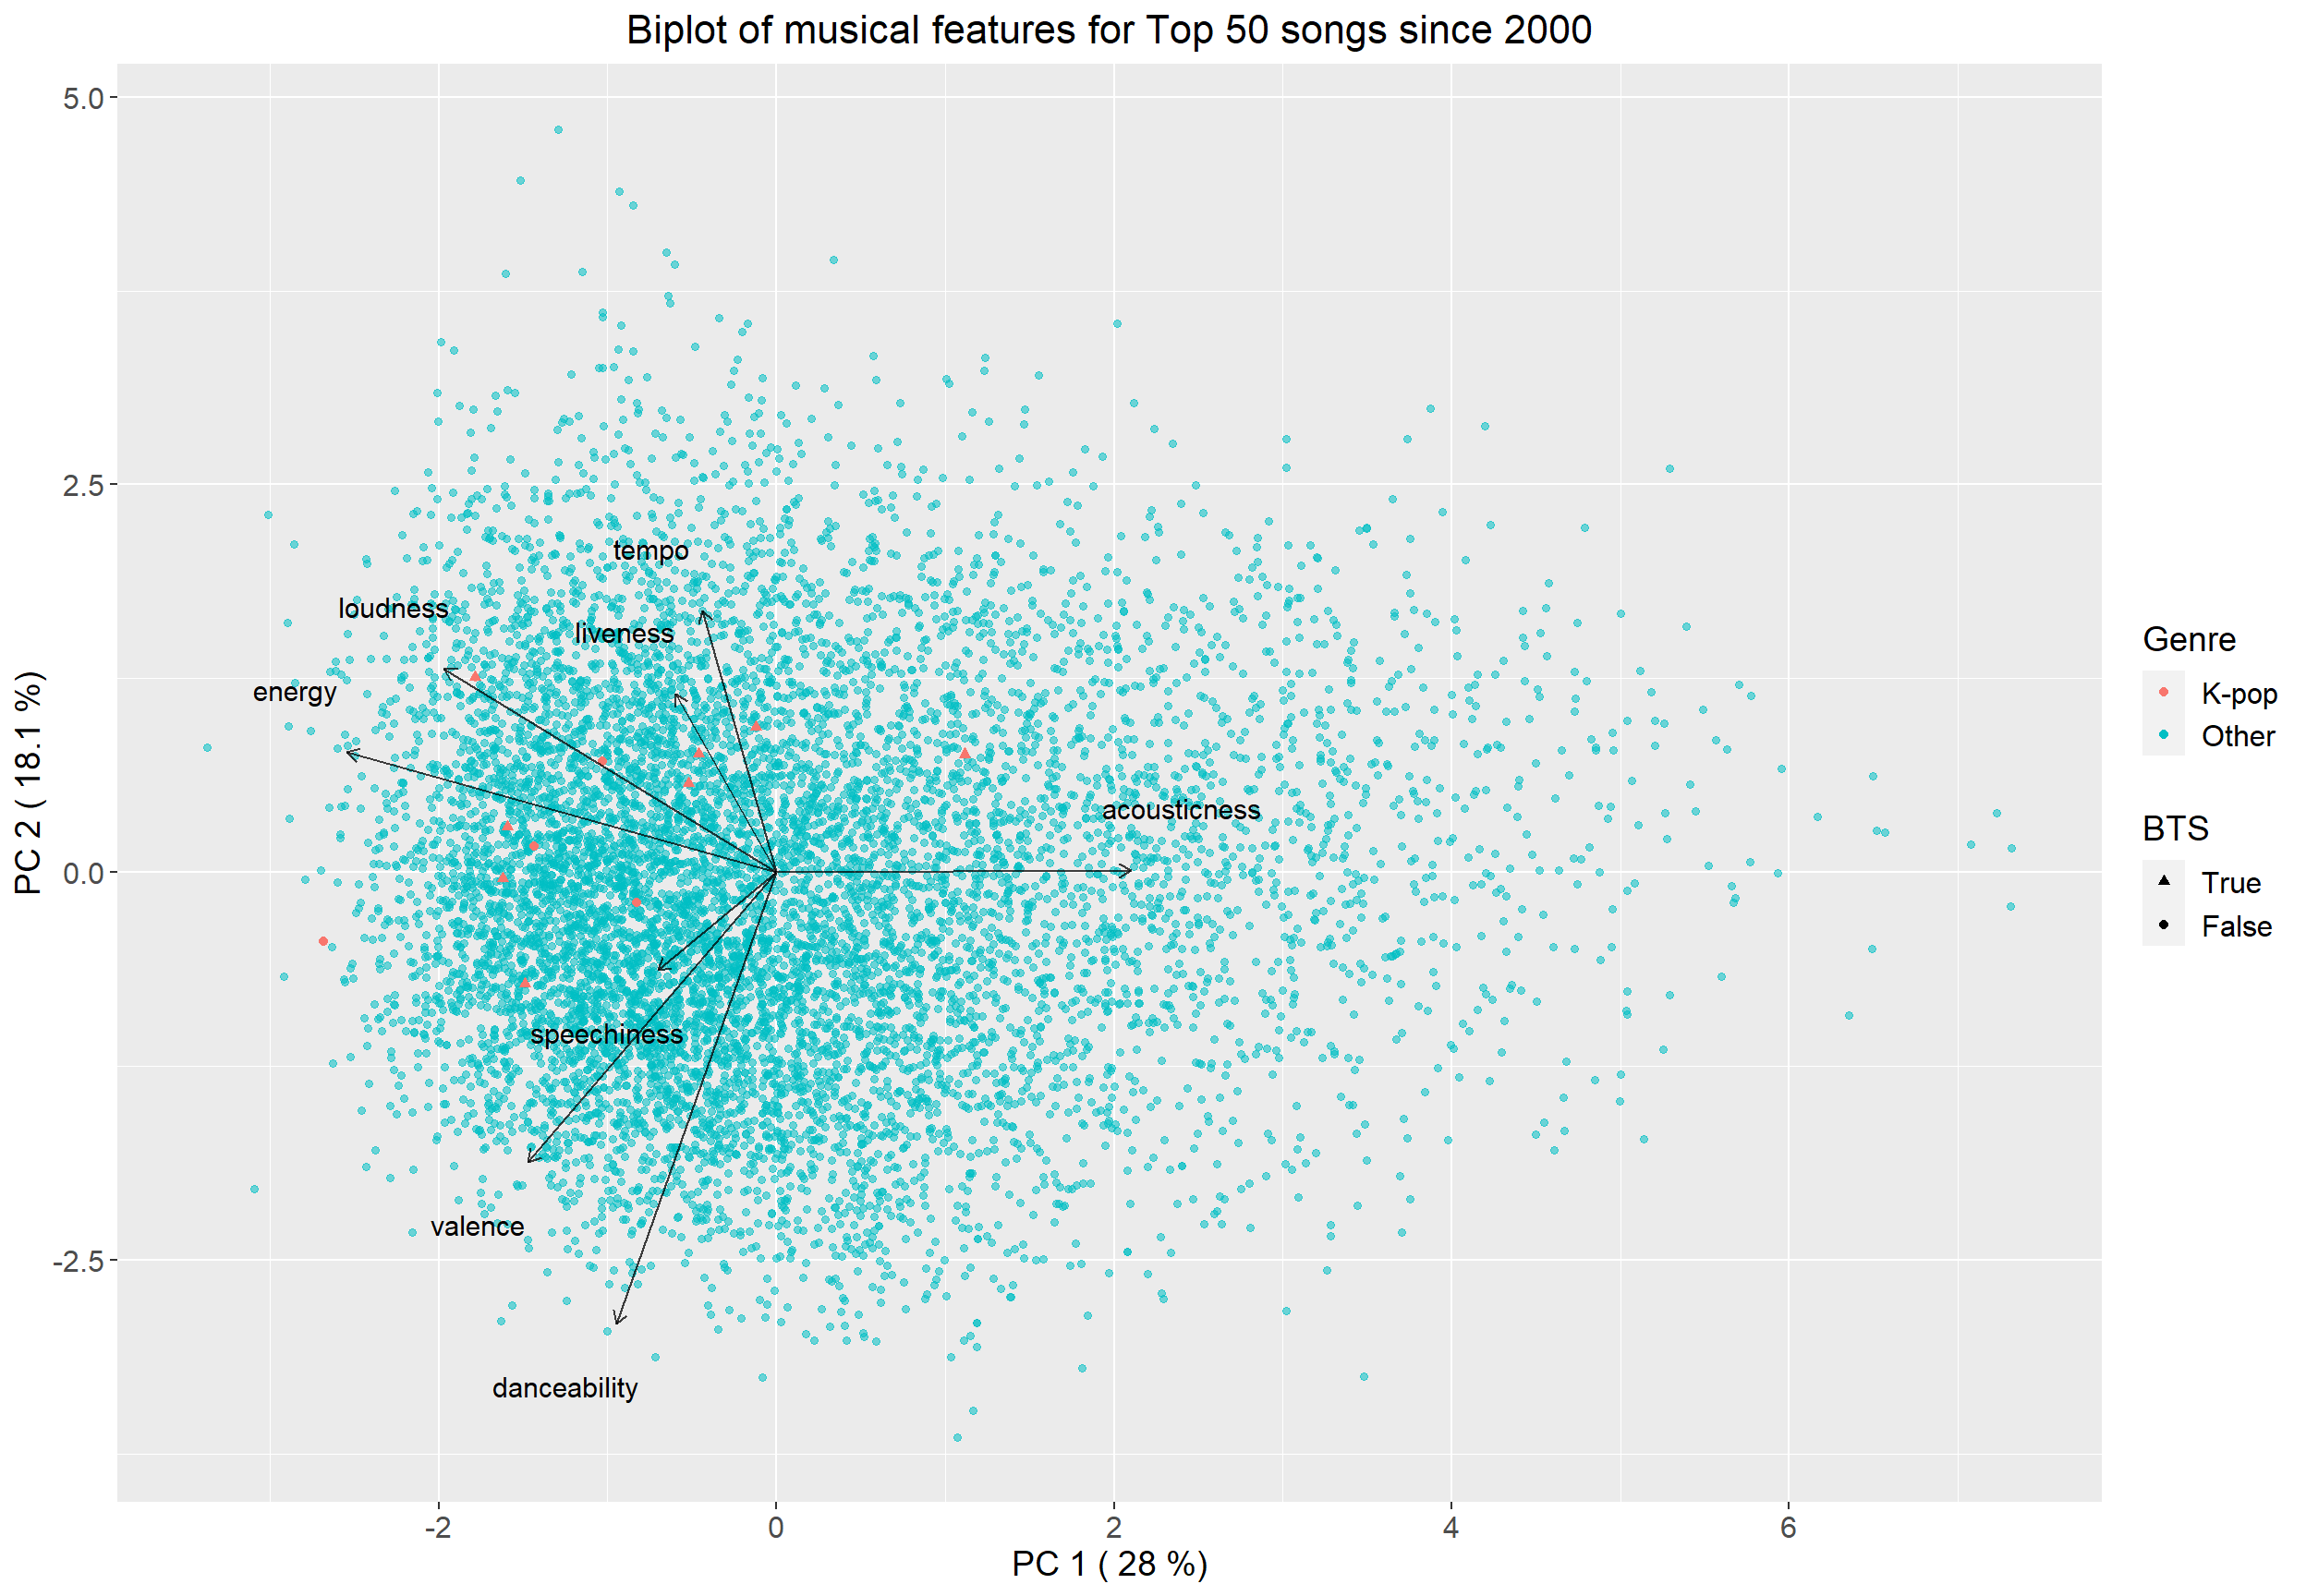 Biplot of musical features for Top 50 songs since 2000
5.0
2.5
0.0
-2.5
PC 2 ( 18.1 %)
tempo
loudness
liveness
energy
acousticness
speechiness
valence
danceability
-2
0
2
4
6
PC 1 ( 28 %)
Genre
K-pop
Other
BTS
True
False